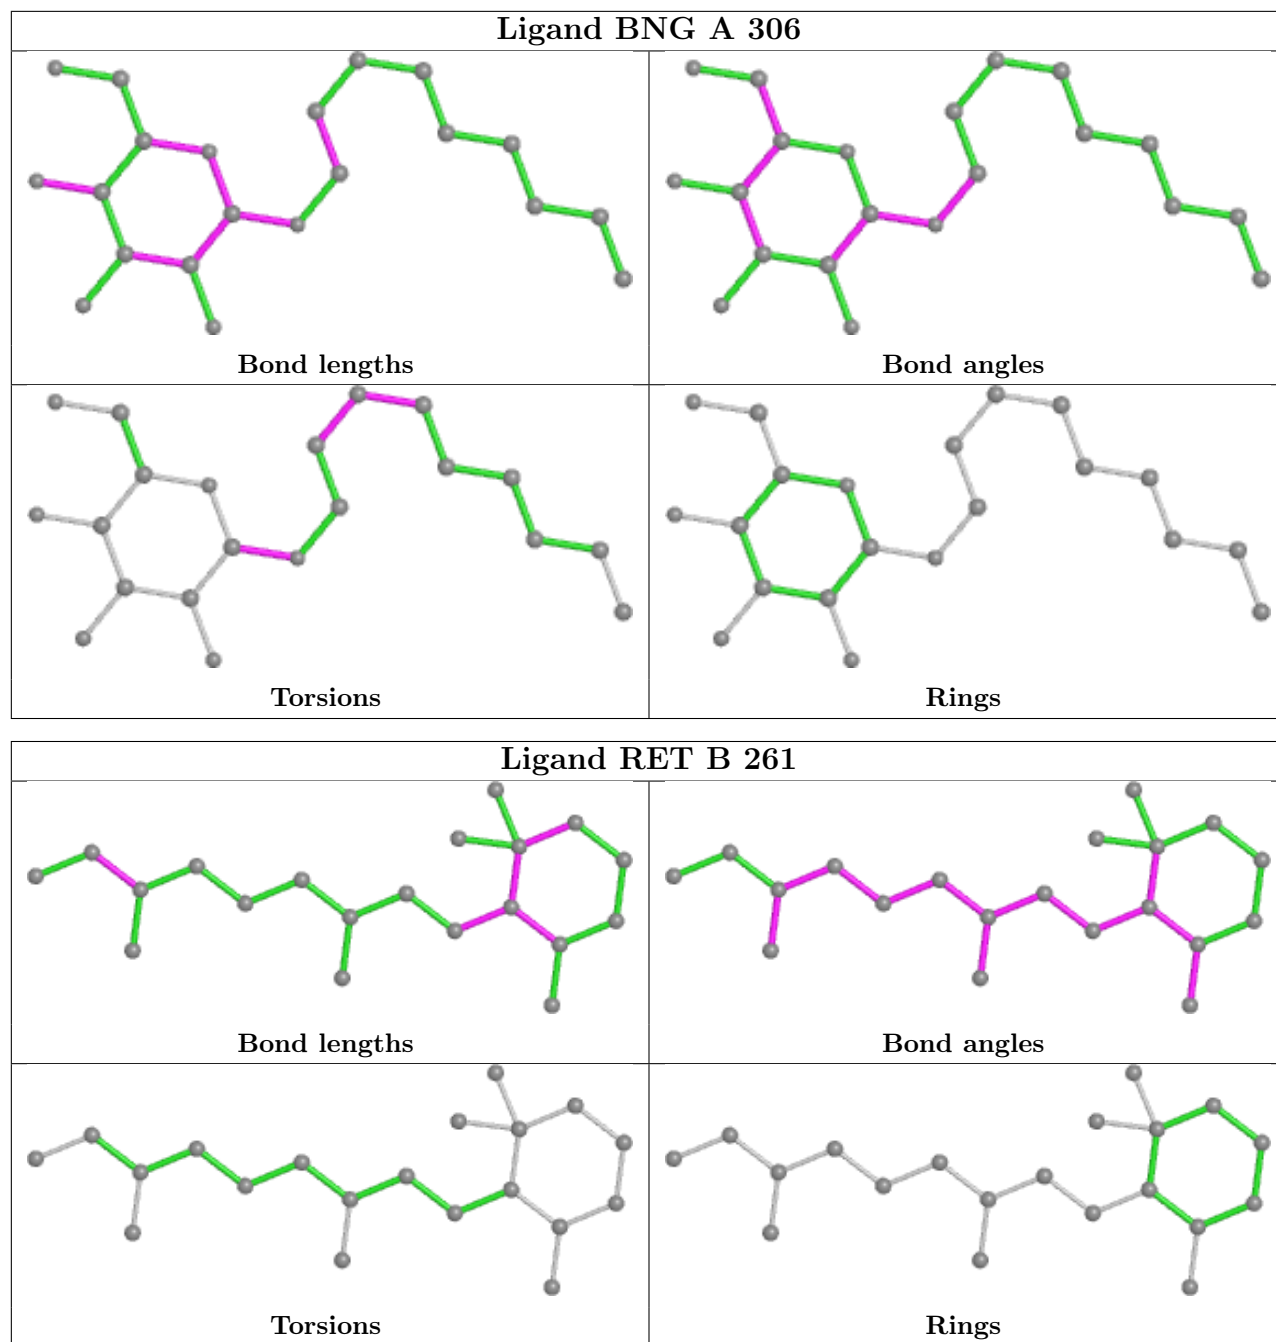 Ligand BNG A 306
Bond lengths
Bond angles
Torsions
Rings
Ligand RET B 261
Bond lengths
Bond angles
Torsions
Rings